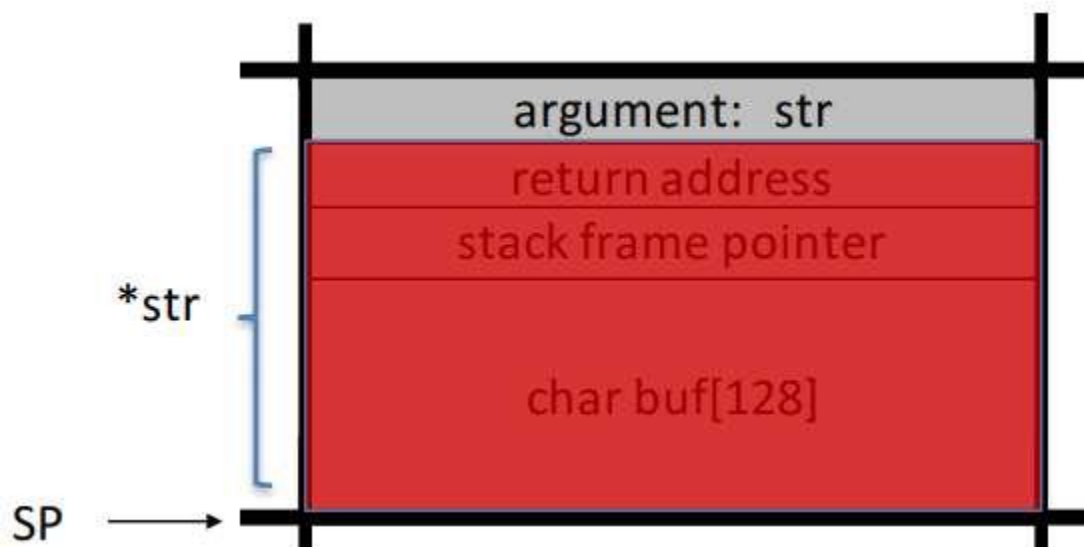 argument: str
return address
stack frame pointer
*str
char buf[128]
SP